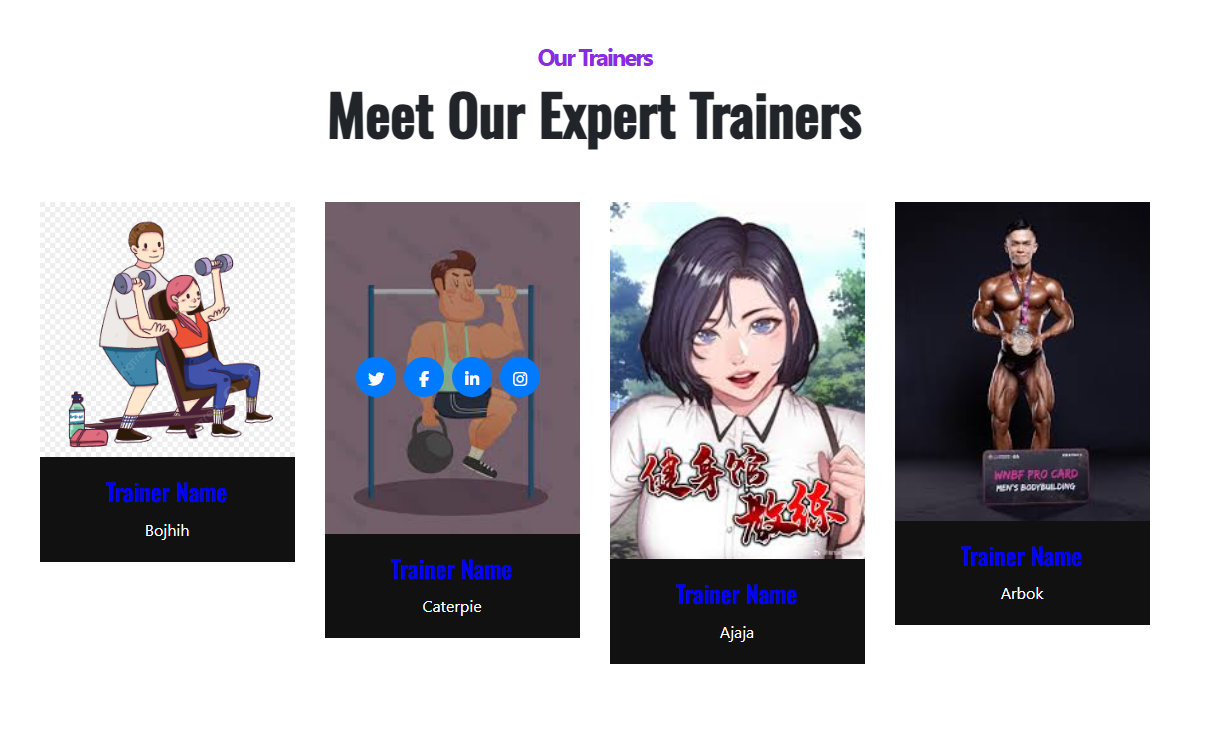 Our Trainers
Meet Our Expert Trainers
健身馆
教练
WNBF PRO CARD
MEN'S BODYBUILDING
Trainer Name
Bojhih
Trainer Name
Caterpie
Trainer Name
Ajaja
Trainer Name
Arbok